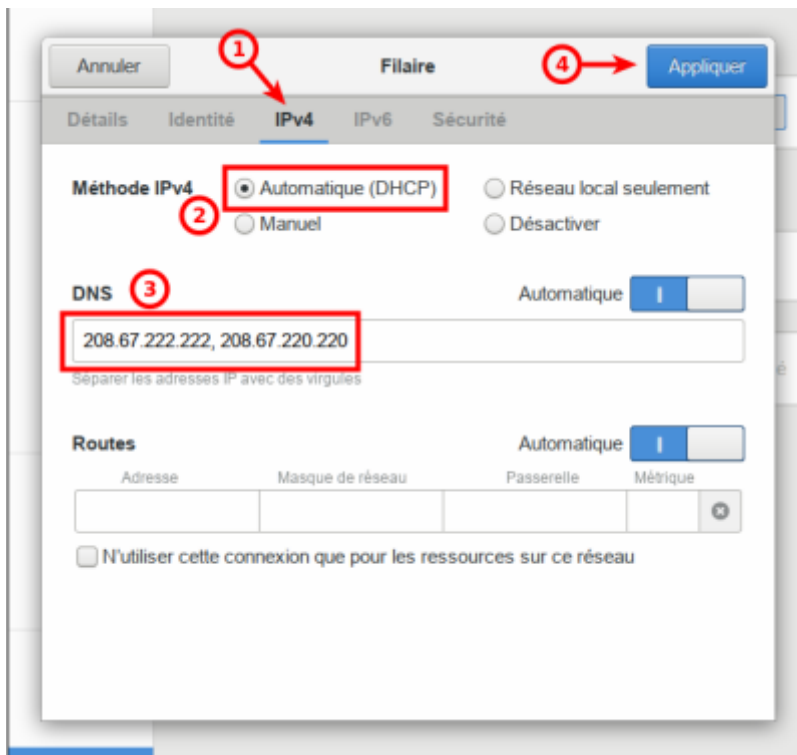 Annuler 1 Filaire 4 Appliquer
Détails Identité IPv4 IPv6 Sécurité
Méthode IPv4 Automatique (DHCP) Réseau local seulement
2 Manuel Désactiver
DNS 3 Automatique
208.67.222.222, 208.67.220.220
Séparer les adresses IP avec des virgules
Routes Automatique
Adresse Masque de réseau Passerelle Métrique
N'utiliser cette connexion que pour les ressources sur ce réseau